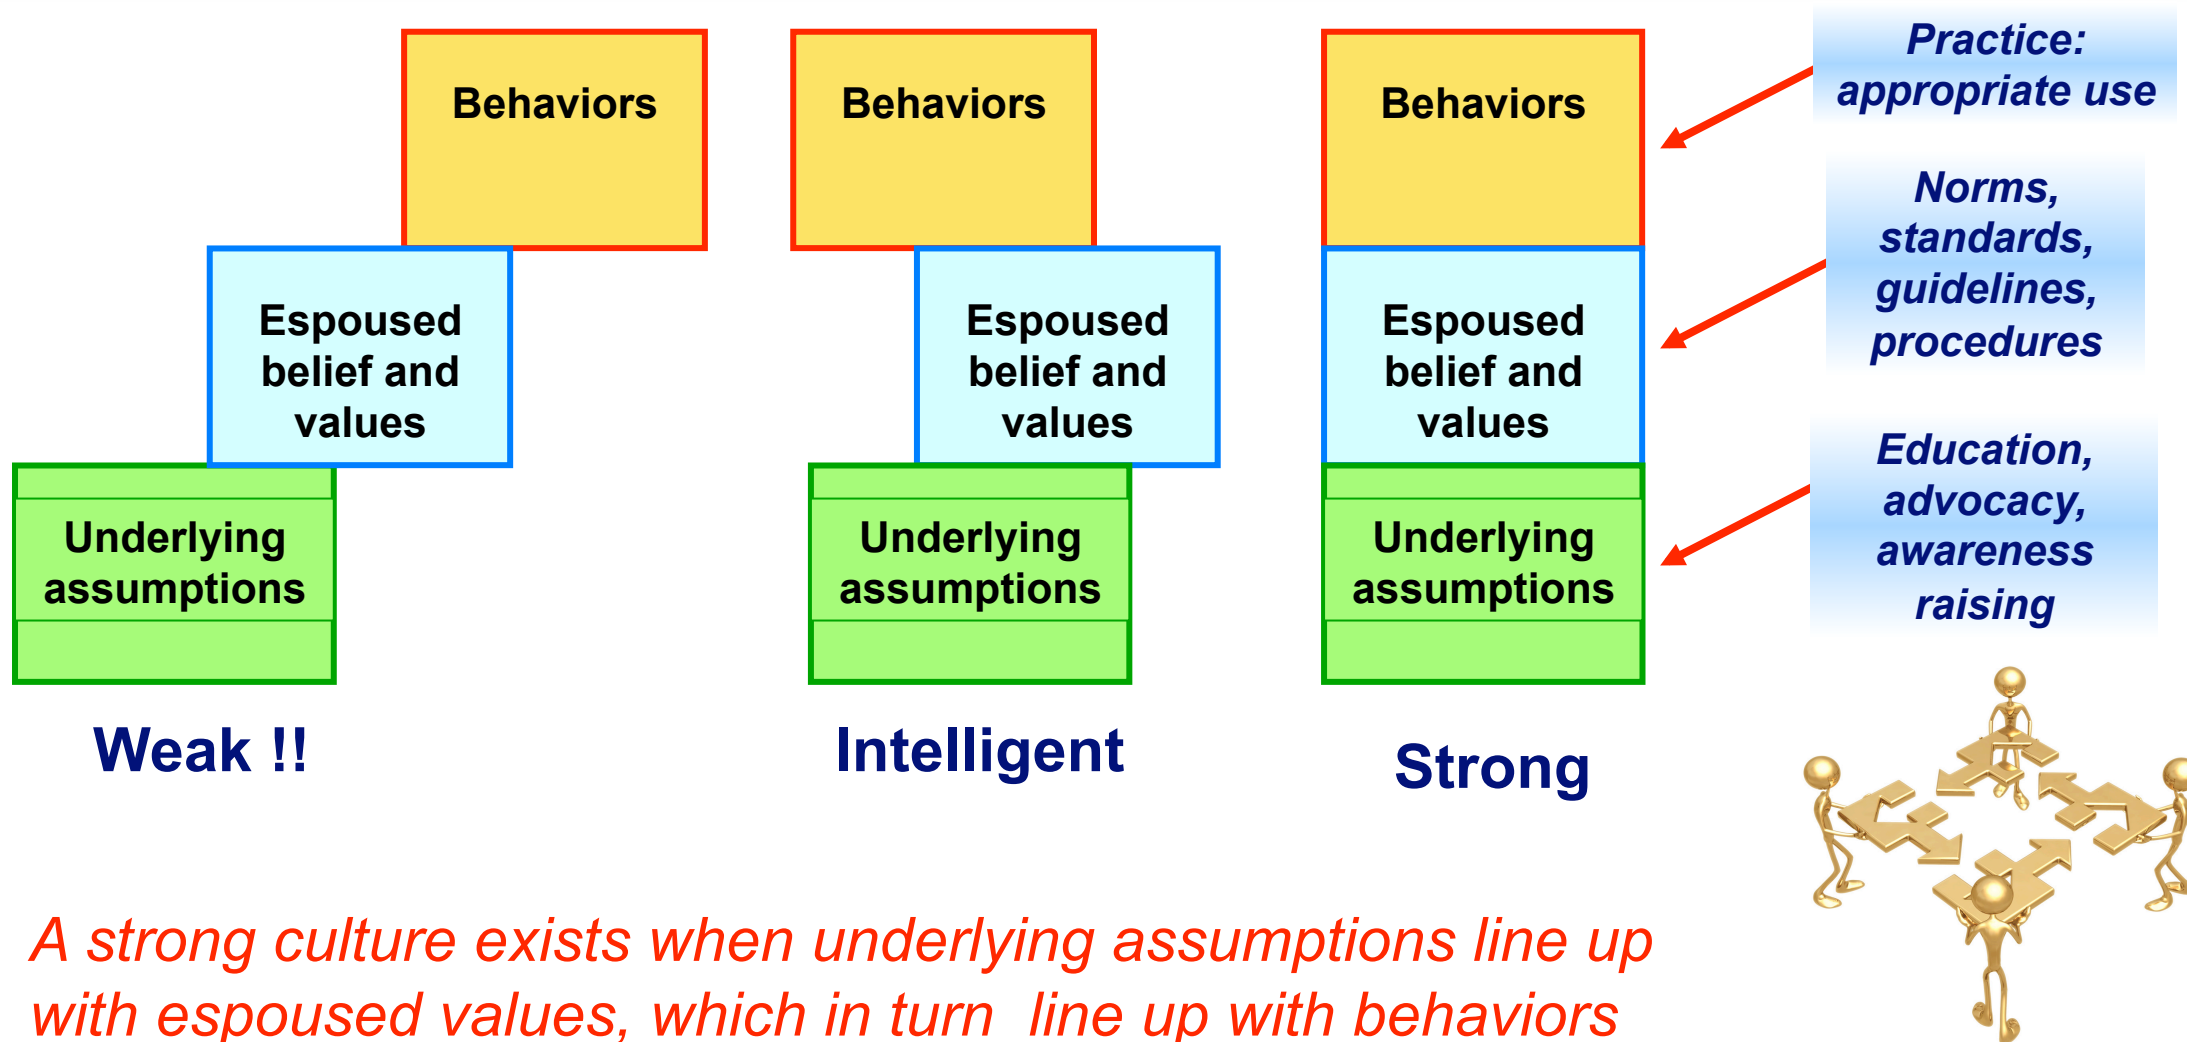 Behaviors
Espoused
belief and
values
Underlying
assumptions
Weak !!
Behaviors
Espoused
belief and
values
Underlying
assumptions
Intelligent
Behaviors
Espoused
belief and
values
Underlying
assumptions
Strong
Practice:
appropriate use
Norms,
standards,
guidelines,
procedures
Education,
advocacy,
awareness
raising
A strong culture exists when underlying assumptions line up
with espoused values, which in turn line up with behaviors